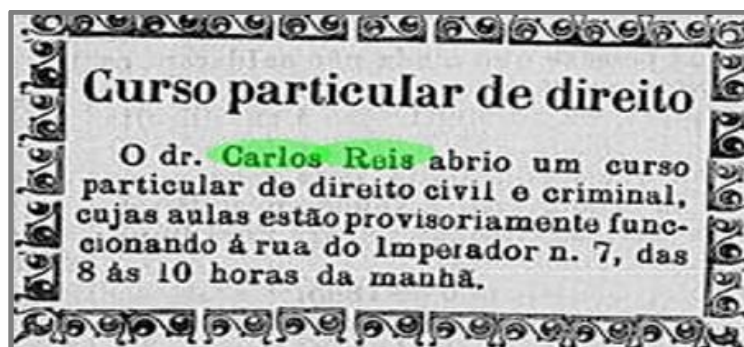 Curso particular de direito
O dr. Carlos Reis abrio um curso
particular de direito civil e criminal,
cujas aulas estão provisoriamente func-
cionando á rua do Imperador n. 7, das
8 ás 10 horas da manhã.